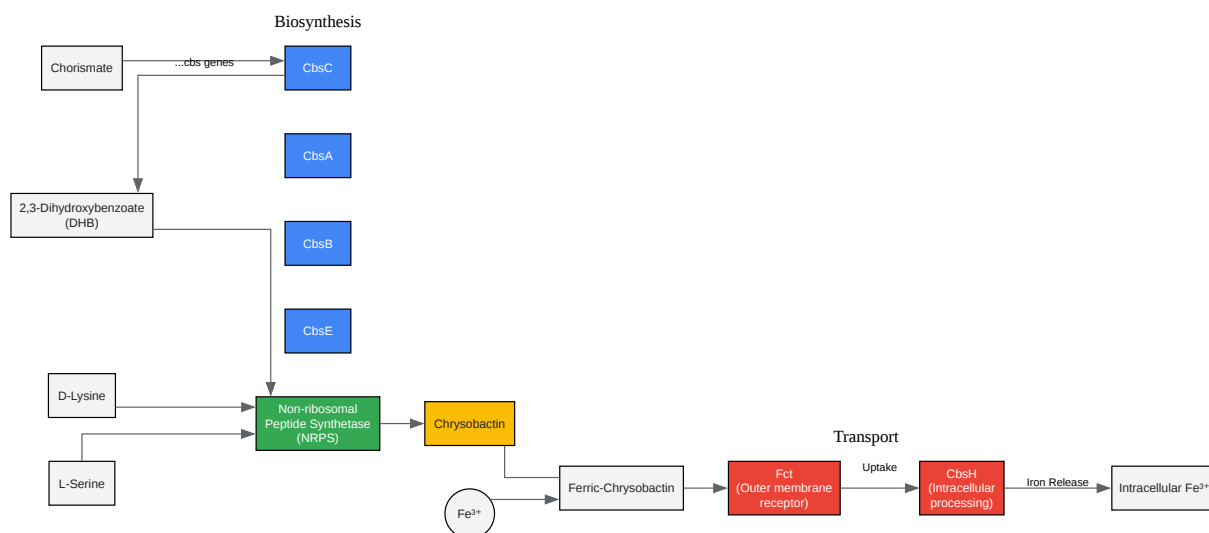 Biosynthesis
Chorismate
...cbs genes
CbsC
CbsA
2,3-Dihydroxybenzoate
(DHB)
CbsB
CbsE
D-Lysine
L-Serine
Non-ribosomal
Peptide Synthetase
(NRPS)
Chrysobactin
Fe³⁺
Ferric-Chrysobactin
Transport
Fct
(Outer membrane
receptor)
Uptake
CbsH
(Intracellular
processing)
Iron Release
Intracellular Fe³⁺